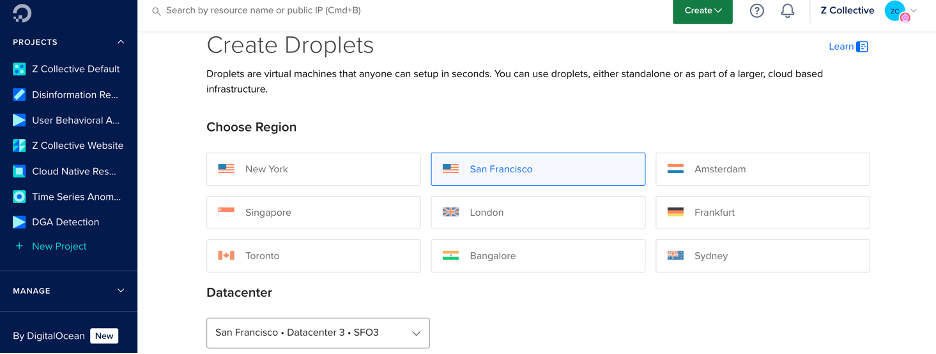 Search by resource name or public IP (Cmd+B)
Create
?
Z Collective
ZC
PROJECTS
Z Collective Default
Disinformation Re...
User Behavioral A...
Z Collective Website
Cloud Native Res...
Time Series Anom...
DGA Detection
+ New Project
MANAGE
By DigitalOcean New
Create Droplets
Learn
Droplets are virtual machines that anyone can setup in seconds. You can use droplets, either standalone or as part of a larger, cloud based
infrastructure.
Choose Region
New York
San Francisco
Amsterdam
Singapore
London
Frankfurt
Toronto
Bangalore
Sydney
Datacenter
San Francisco • Datacenter 3 • SFO3